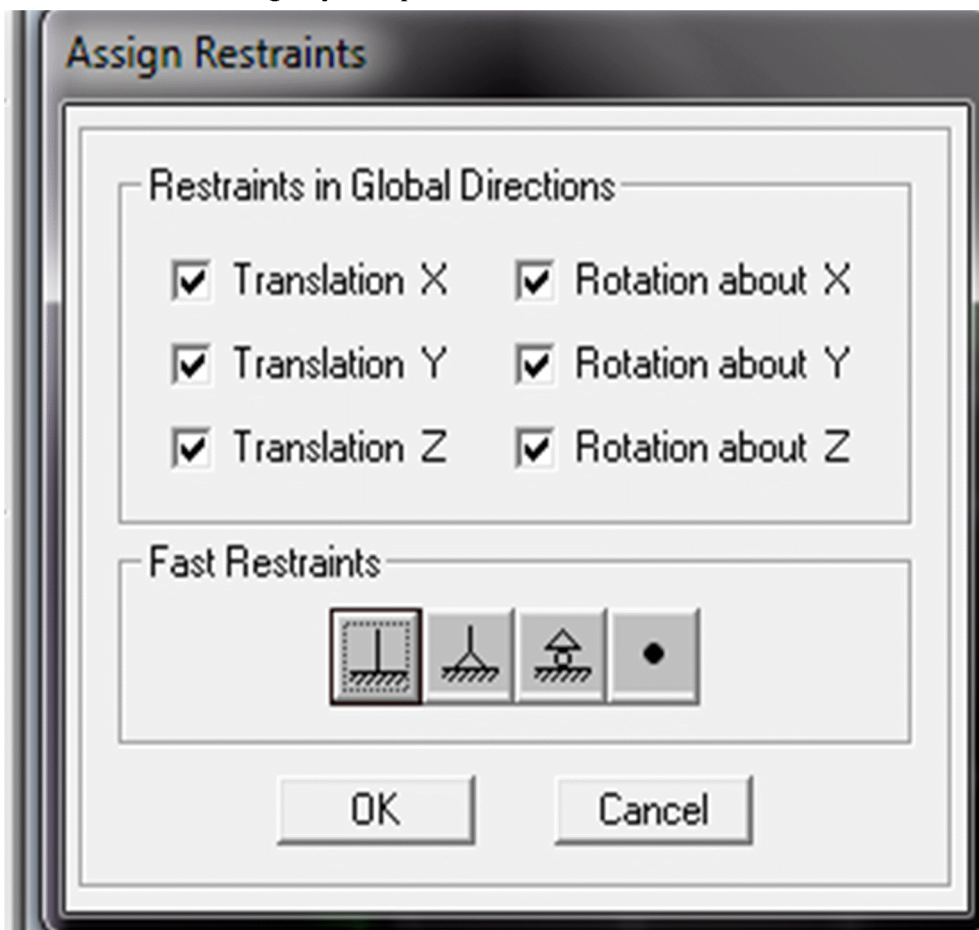 Assign Restraints
Restraints in Global Directions
Translation X Rotation about X
Translation Y Rotation about Y
Translation Z Rotation about Z
Fast Restraints
OK Cancel